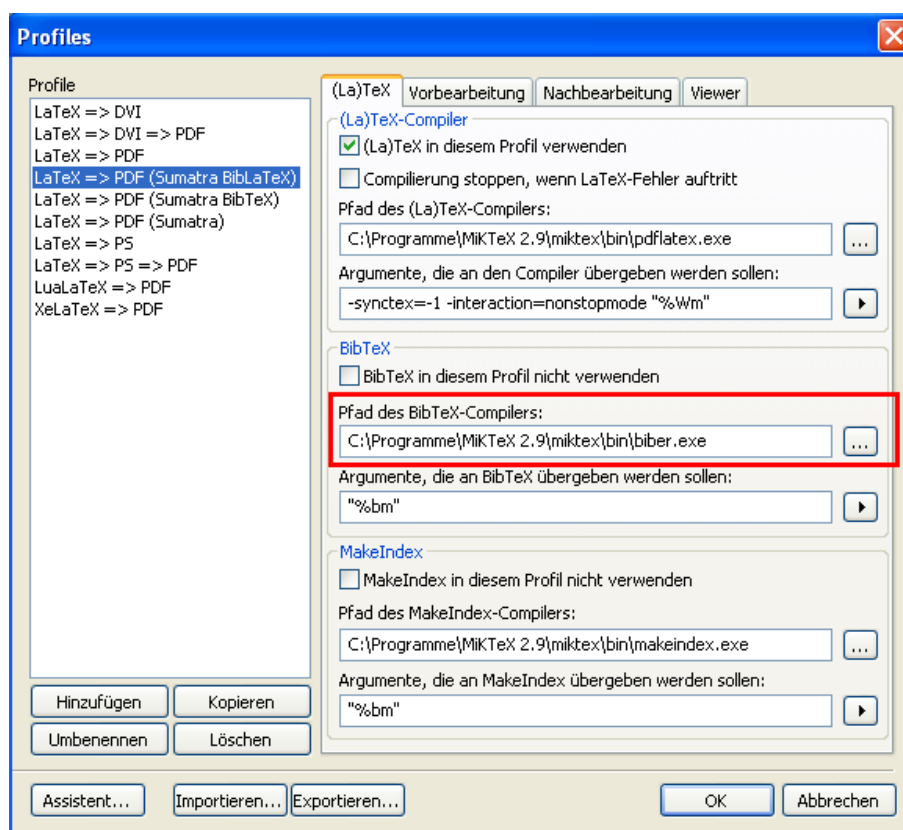 Profiles
Profile
LaTeX => DVI
LaTeX => DVI => PDF
LaTeX => PDF
LaTeX => PDF (Sumatra BibLaTeX)
LaTeX => PDF (Sumatra BibTeX)
LaTeX => PDF (Sumatra)
LaTeX => PS
LaTeX => PS => PDF
LuaLaTeX => PDF
XeLaTeX => PDF
Hinzufügen Kopieren
Umbenennen Löschen
(La)TeX Vorbearbeitung Nachbearbeitung Viewer
(La)TeX-Compiler
(La)TeX in diesem Profil verwenden
Compilierung stoppen, wenn LaTeX-Fehler auftritt
Pfad des (La)TeX-Compilers:
C:\Programme\MiKTeX 2.9\miktex\bin\pdflatex.exe ...
Argumente, die an den Compiler übergeben werden sollen:
-synctex=-1 -interaction=nonstopmode "%Wm"
BibTeX
BibTeX in diesem Profil nicht verwenden
Pfad des BibTeX-Compilers:
C:\Programme\MiKTeX 2.9\miktex\bin\biber.exe ...
Argumente, die an BibTeX übergeben werden sollen:
"%bm"
MakeIndex
MakeIndex in diesem Profil nicht verwenden
Pfad des MakeIndex-Compilers:
C:\Programme\MiKTeX 2.9\miktex\bin\makeindex.exe ...
Argumente, die an MakeIndex übergeben werden sollen:
"%bm"
Assistent... Importieren... Exportieren... OK Abbrechen